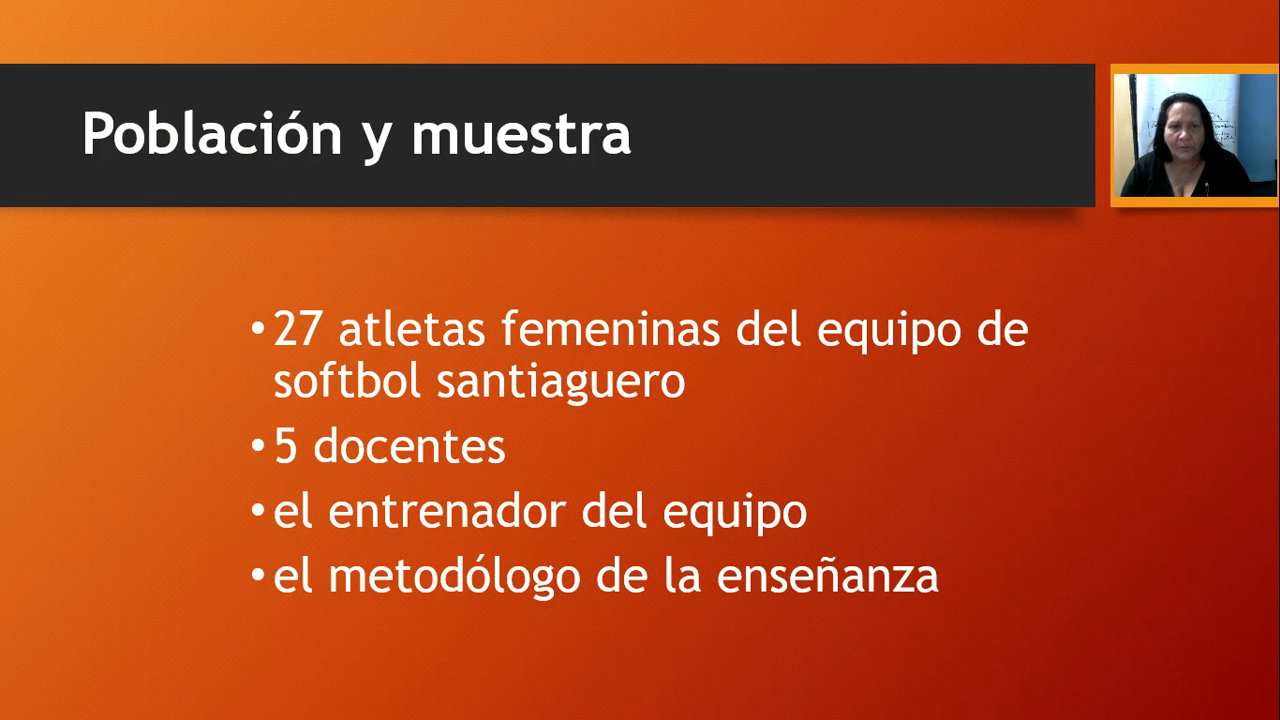 Población y muestra
•27 atletas femeninas del equipo de
softbol santiaguero
•5 docentes
•el entrenador del equipo
•el metodólogo de la enseñanza